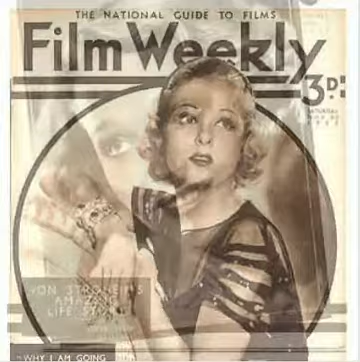 THE NATIONAL GUIDE TO FILMS
Film Weekly
3D.
VON STROHEIM'S
AMAZING
LIFE
"WHY I AM GOING